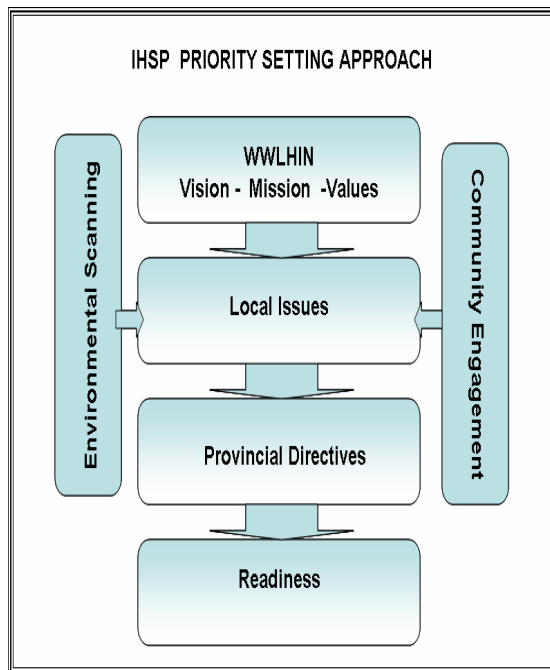 IHSP PRIORITY SETTING APPROACH
Environmental Scanning
WWLHIN
Vision - Mission -Values
Local Issues
Provincial Directives
Readiness
Community Engagement